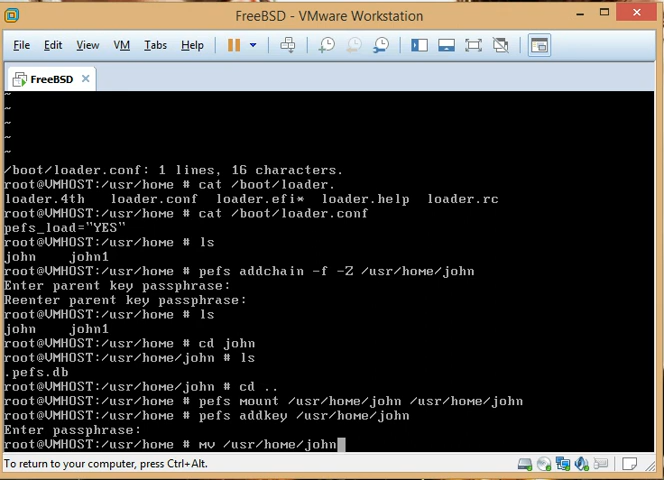 FreeBSD - VMware Workstation
File Edit View VM Tabs Help
FreeBSD
~
~
~
~
~
/boot/loader.conf: 1 lines, 16 characters.
root@VMHOST:/usr/home # cat /boot/loader.
loader.4th loader.conf loader.efi* loader.help loader.rc
root@VMHOST:/usr/home # cat /boot/loader.conf
pefs_load="YES"
root@VMHOST:/usr/home # ls
john john1
root@VMHOST:/usr/home # pefs addchain -f -Z /usr/home/john
Enter parent key passphrase:
Reenter parent key passphrase:
root@VMHOST:/usr/home # ls
john john1
root@VMHOST:/usr/home # cd john
root@VMHOST:/usr/home/john # ls
.pefs.db
root@VMHOST:/usr/home/john # cd ..
root@VMHOST:/usr/home # pefs mount /usr/home/john /usr/home/john
root@VMHOST:/usr/home # pefs addkey /usr/home/john
Enter passphrase:
root@VMHOST:/usr/home # mv /usr/home/john
To return to your computer, press Ctrl+Alt.